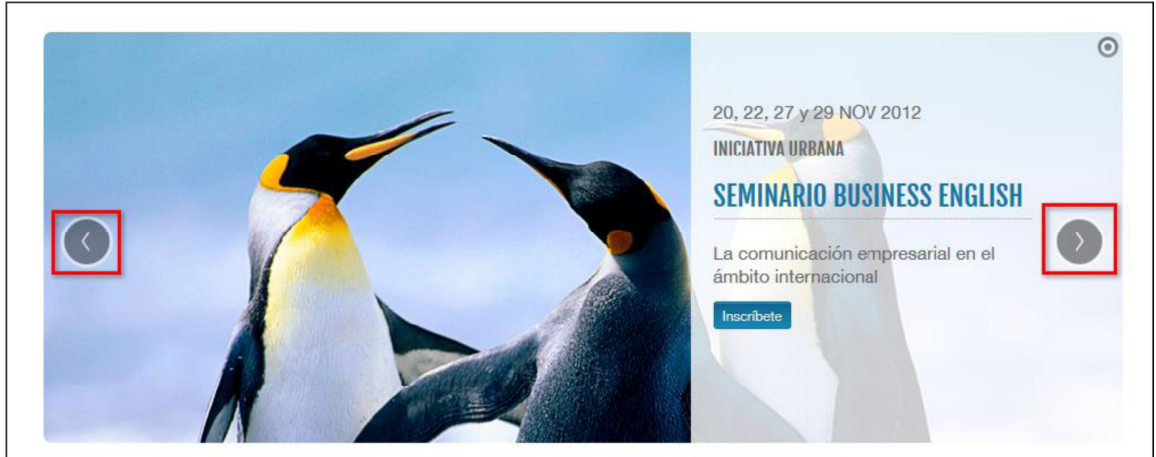 20, 22, 27 y 29 NOV 2012
INICIATIVA URBANA
SEMINARIO BUSINESS ENGLISH
La comunicación empresarial en el
ámbito internacional
Inscríbete